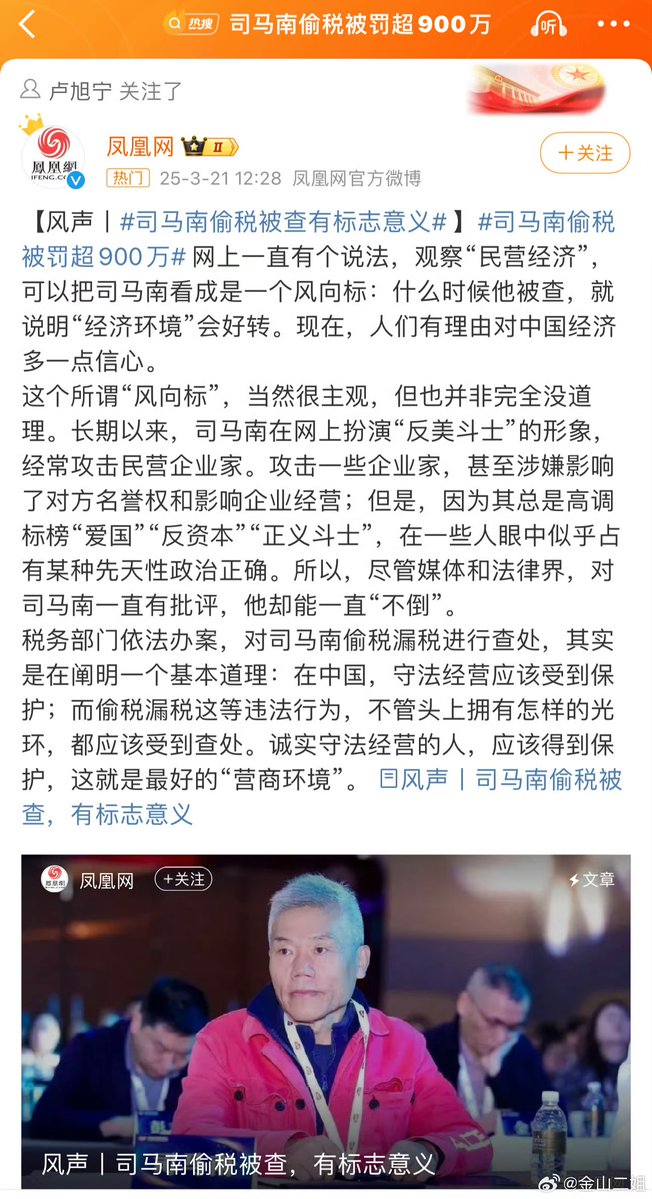 热搜 司马南偷税被罚超900万
听
卢旭宁 关注了
凤凰网 II
+关注
鳳凰網
IFENG.COM
热门 25-3-21 12:28 凤凰网官方微博
【风声丨#司马南偷税被查有标志意义#】#司马南偷税
被罚超900万# 网上一直有个说法，观察“民营经济”，
可以把司马南看成是一个风向标：什么时候他被查，就
说明“经济环境”会好转。现在，人们有理由对中国经济
多一点信心。
这个所谓“风向标”，当然很主观，但也并非完全没道
理。长期以来，司马南在网上扮演“反美斗士”的形象，
经常攻击民营企业家。攻击一些企业家，甚至涉嫌影响
了对方名誉权和影响企业经营；但是，因为其总是高调
标榜“爱国”“反资本”“正义斗士”，在一些人眼中似乎占
有某种先天性政治正确。所以，尽管媒体和法律界，对
司马南一直有批评，他却能一直“不倒”。
税务部门依法办案，对司马南偷税漏税进行查处，其实
是在阐明一个基本道理：在中国，守法经营应该受到保
护；而偷税漏税这等违法行为，不管头上拥有怎样的光
环，都应该受到查处。诚实守法经营的人，应该得到保
护，这就是最好的“营商环境”。 风声丨司马南偷税被
查，有标志意义
鳳凰網 凤凰网 +关注 文章
风声丨司马南偷税被查，有标志意义
@金山二姐